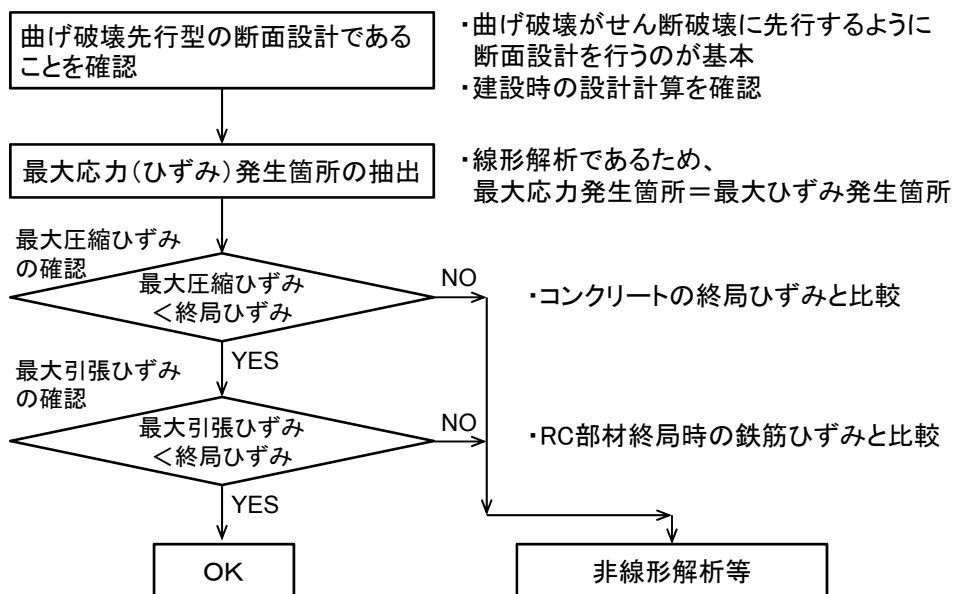 曲げ破壊先行型の断面設計である
ことを確認
・曲げ破壊がせん断破壊に先行するように
断面設計を行うのが基本
・建設時の設計計算を確認
最大応力(ひずみ)発生箇所の抽出
・線形解析であるため、
最大応力発生箇所＝最大ひずみ発生箇所
最大圧縮ひずみ
の確認
最大圧縮ひずみ
＜終局ひずみ
NO
・コンクリートの終局ひずみと比較
YES
最大引張ひずみ
の確認
最大引張ひずみ
＜終局ひずみ
NO
・RC部材終局時の鉄筋ひずみと比較
YES
OK
非線形解析等